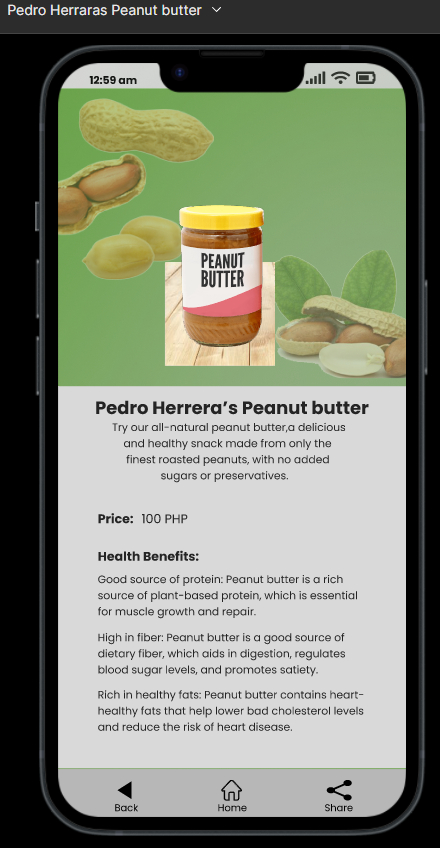 Pedro Herraras Peanut butter
12:59 am
PEANUT
BUTTER
Pedro Herrera’s Peanut butter
Try our all-natural peanut butter,a delicious
and healthy snack made from only the
finest roasted peanuts, with no added
sugars or preservatives.
Price: 100 PHP
Health Benefits:
Good source of protein: Peanut butter is a rich
source of plant-based protein, which is essential
for muscle growth and repair.
High in fiber: Peanut butter is a good source of
dietary fiber, which aids in digestion, regulates
blood sugar levels, and promotes satiety.
Rich in healthy fats: Peanut butter contains heart-
healthy fats that help lower bad cholesterol levels
and reduce the risk of heart disease.
Back Home Share